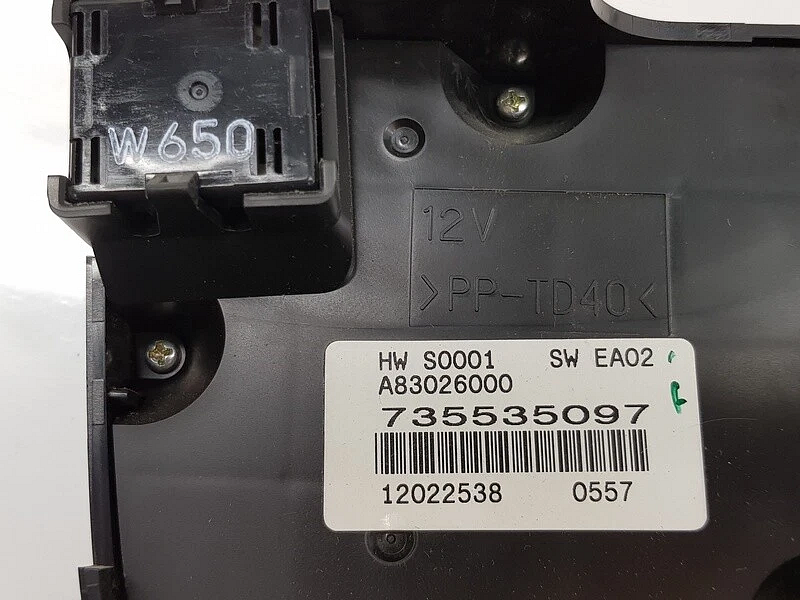 W650
12V
>PP-TD40<
HW S0001 SW EA02
A83026000
735535097
12022538 0557